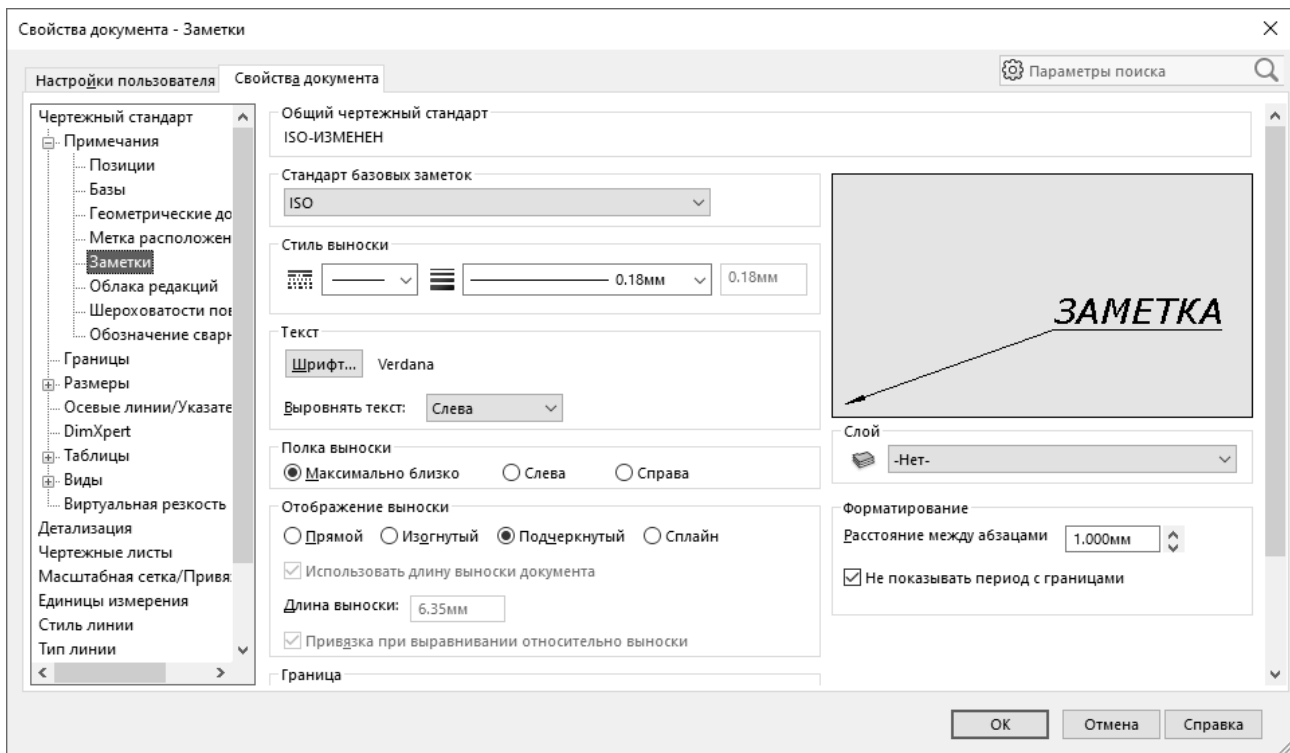 Свойства документа - Заметки
Настройки пользователя
Свойства документа
Параметры поиска
Чертежный стандарт
Примечания
Позиции
Базы
Геометрические до
Метка расположен
Заметки
Облака редакций
Шероховатости пов
Обозначение сварн
Границы
Размеры
Осевые линии/Указате
DimXpert
Таблицы
Виды
Виртуальная резкость
Детализация
Чертежные листы
Масштабная сетка/Привя
Единицы измерения
Стиль линии
Тип линии
Общий чертежный стандарт
ISO-ИЗМЕНЕН
Стандарт базовых заметок
ISO
Стиль выноски
0.18мм
0.18мм
Текст
Шрифт...
Verdana
Выровнять текст:
Слева
Полка выноски
Максимально близко
Слева
Справа
Отображение выноски
Прямой
Изогнутый
Подчеркнутый
Сплайн
Использовать длину выноски документа
Длина выноски:
6.35мм
Привязка при выравнивании относительно выноски
Граница
ЗАМЕТКА
Слой
-Нет-
Форматирование
Расстояние между абзацами
1.000мм
Не показывать период с границами
ОК
Отмена
Справка